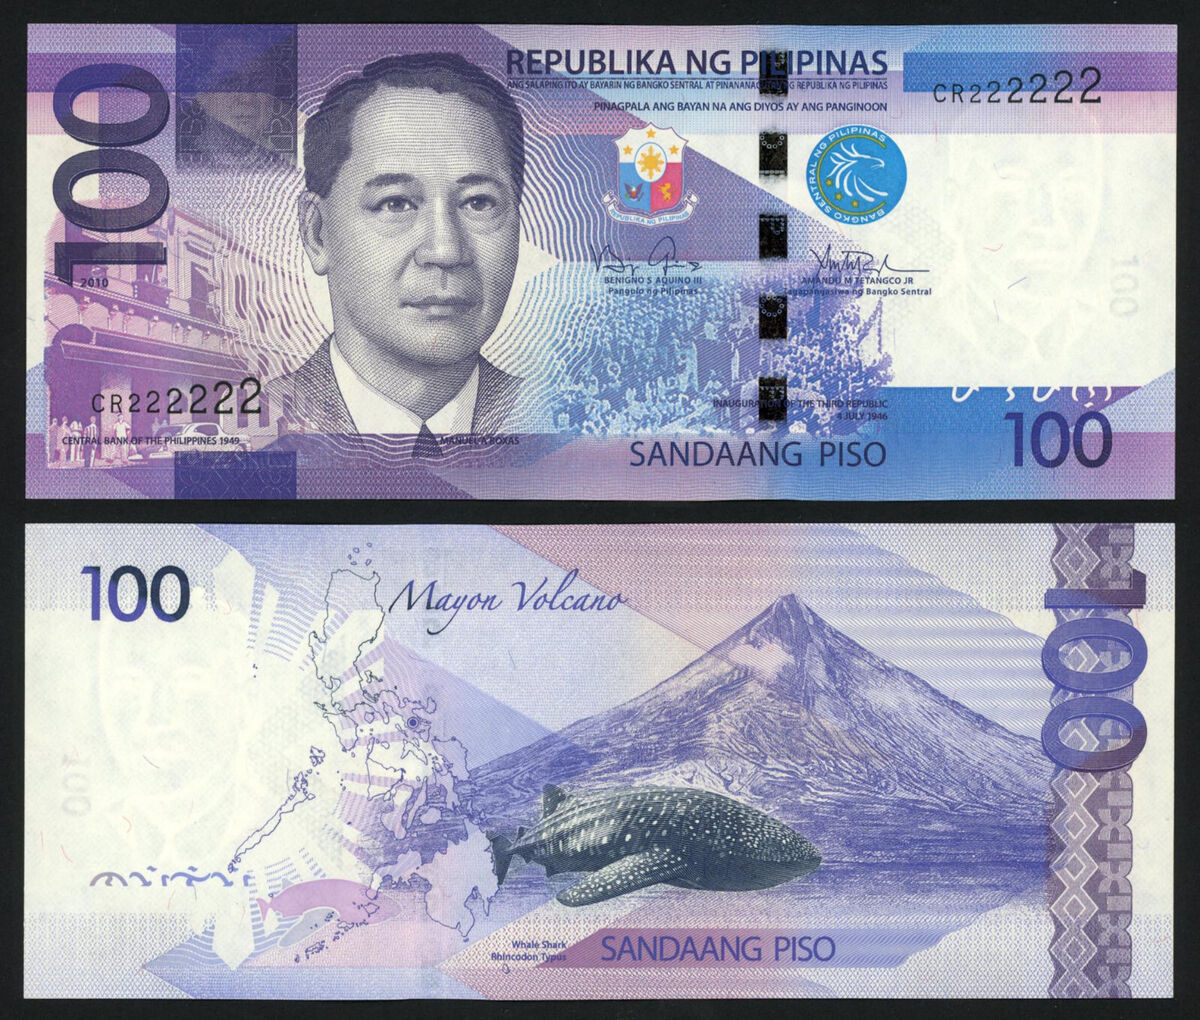 100
2010
REPUBLIKA NG PILIPINAS
ANG SALAPING ITO AY BAYARIN NG BANGKO SENTRAL AT PINANANAG NG REPUBLIKA NG PILIPINAS
PINAGPALA ANG BAYAN NA ANG DIYOS AY ANG PANGINOON
CR222222
REPUBLIKA NG PILIPINAS
BANGKO SENTRAL NG PILIPINAS
BENIGNO S AQUINO III
Pangulo ng Pilipinas
AMANDO M TETANGCO JR
Tagapangasiwa ng Bangko Sentral
100
CR222222
CENTRAL BANK OF THE PHILIPPINES 1949
MANUEL A ROXAS
INAUGURATION OF THE THIRD REPUBLIC
4 JULY 1946
SANDAANG PISO
100
100
Mayon Volcano
100
100
Whale Shark
Rhincodon Typus
SANDAANG PISO